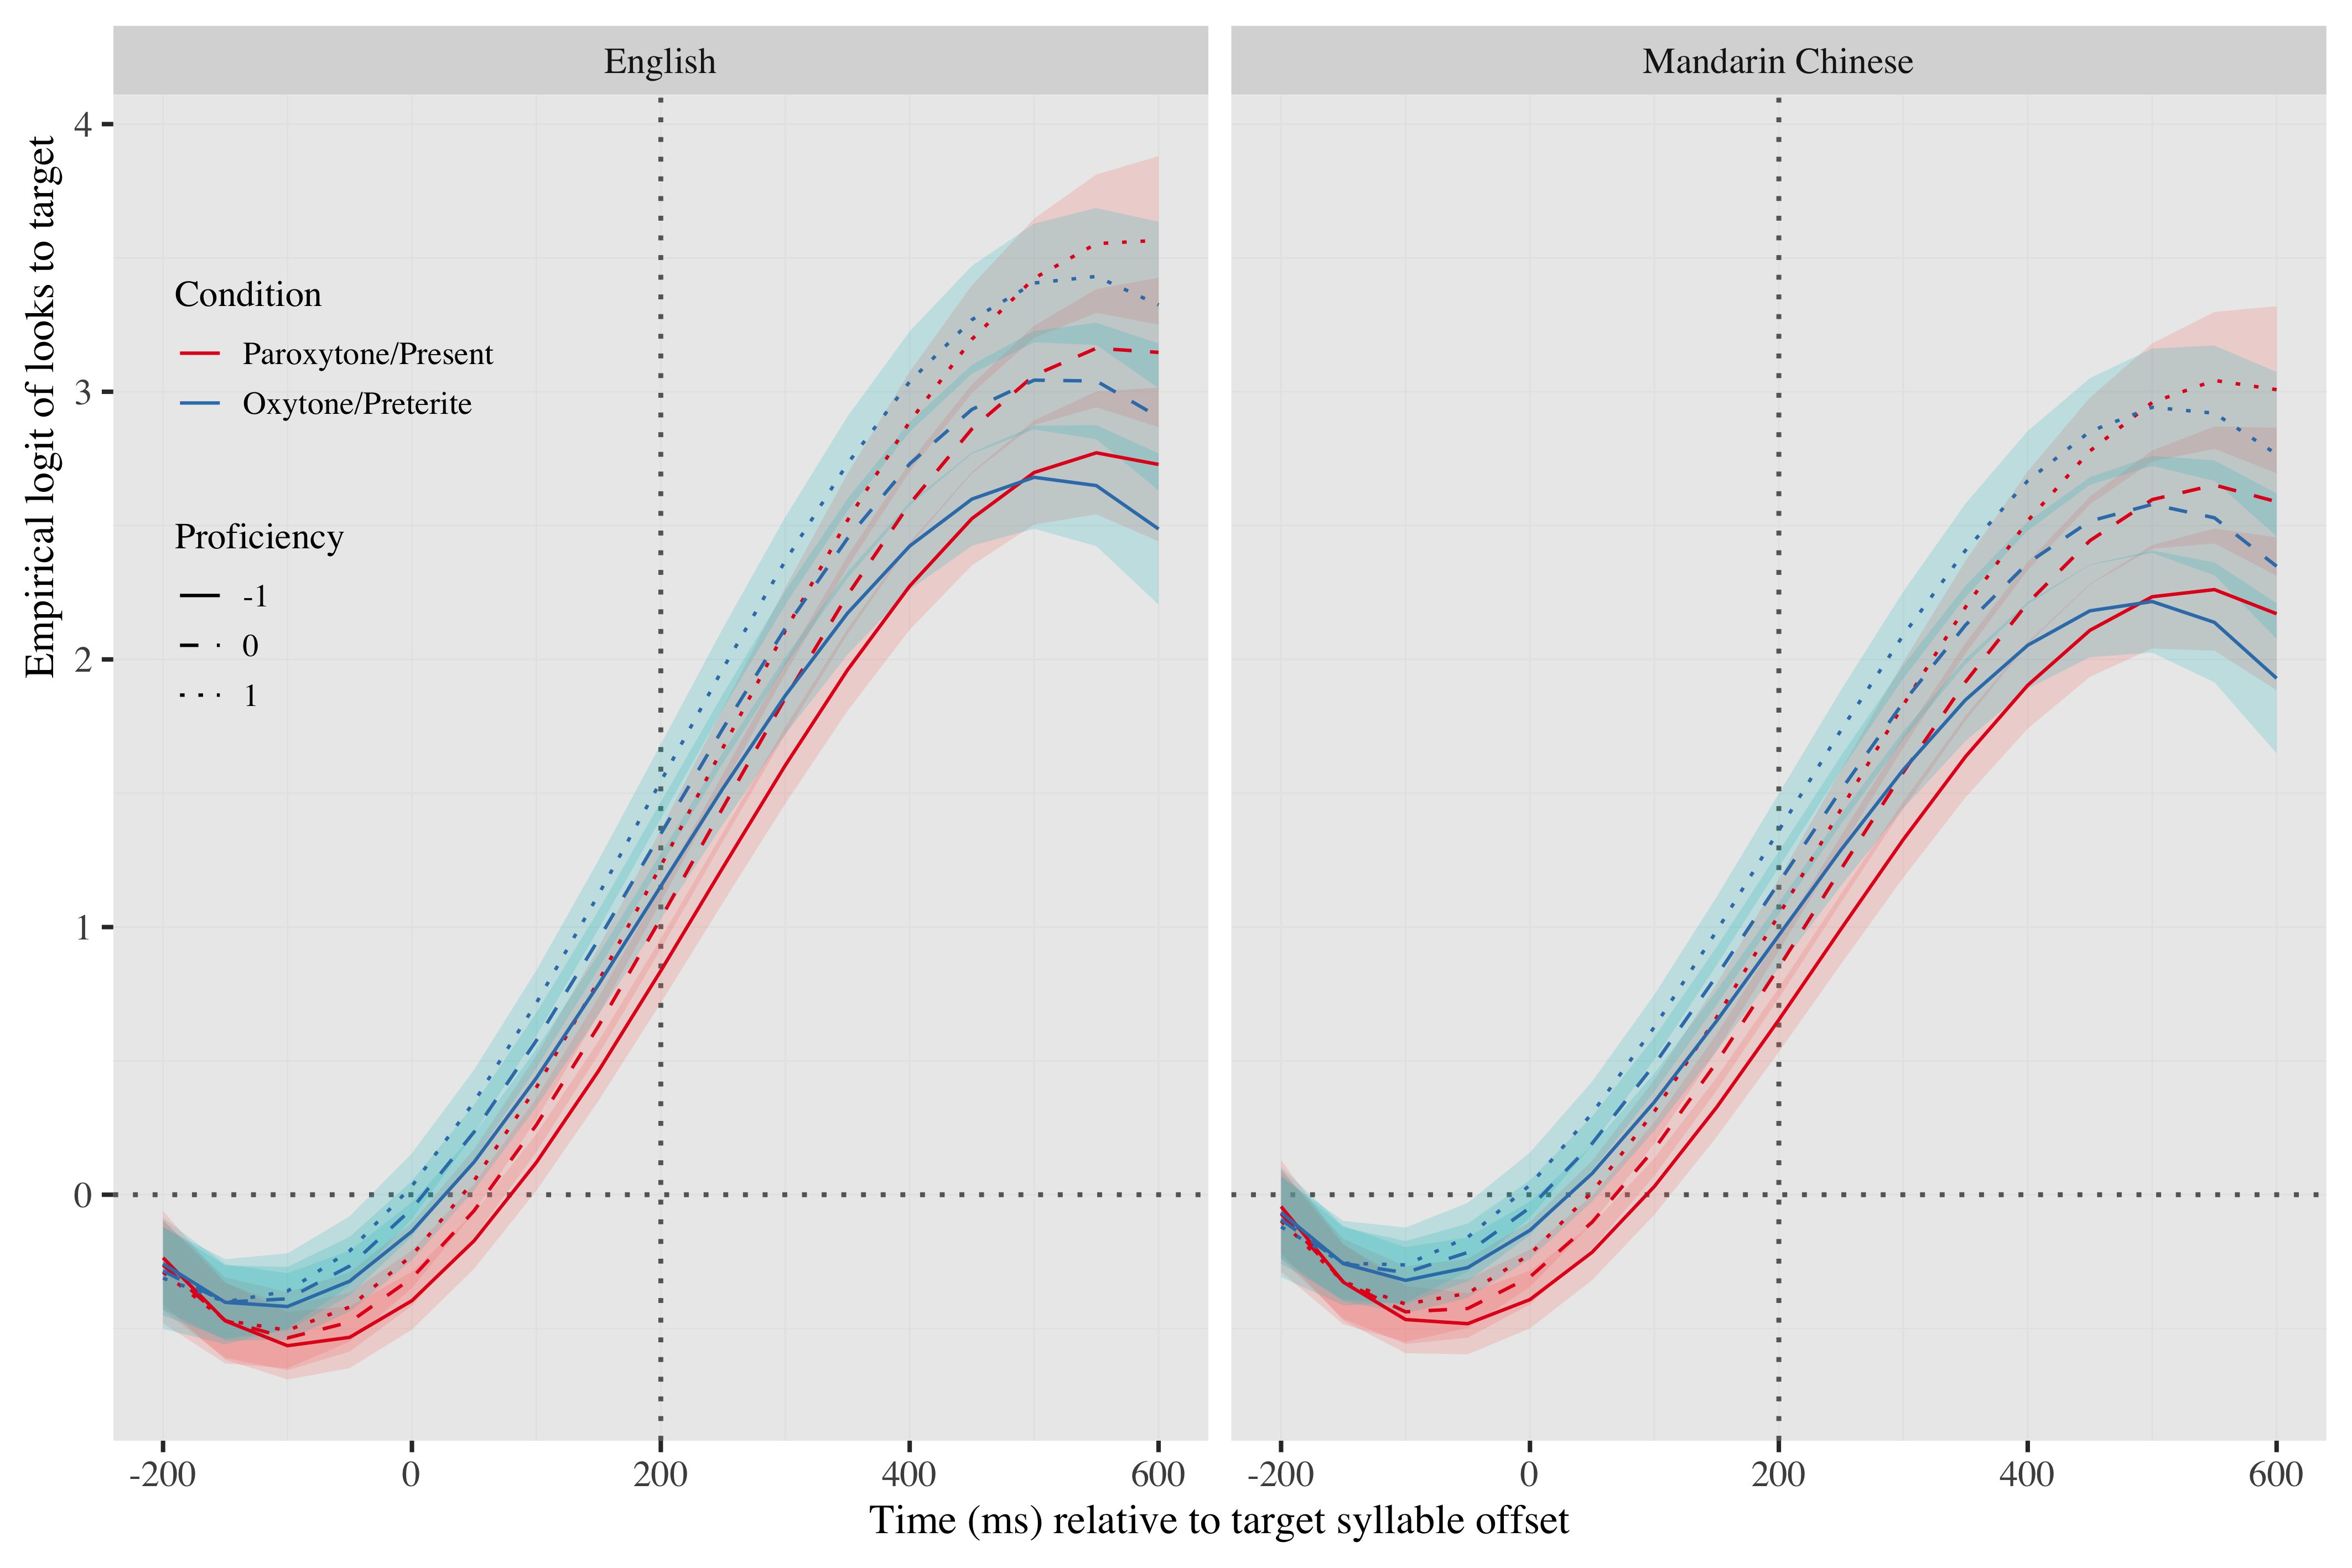 English
Mandarin Chinese
Empirical logit of looks to target
4
3
2
1
0
Condition
Paroxytone/Present
Oxytone/Preterite
Proficiency
-1
0
1
-200 0 200 400 600
-200 0 200 400 600
Time (ms) relative to target syllable offset